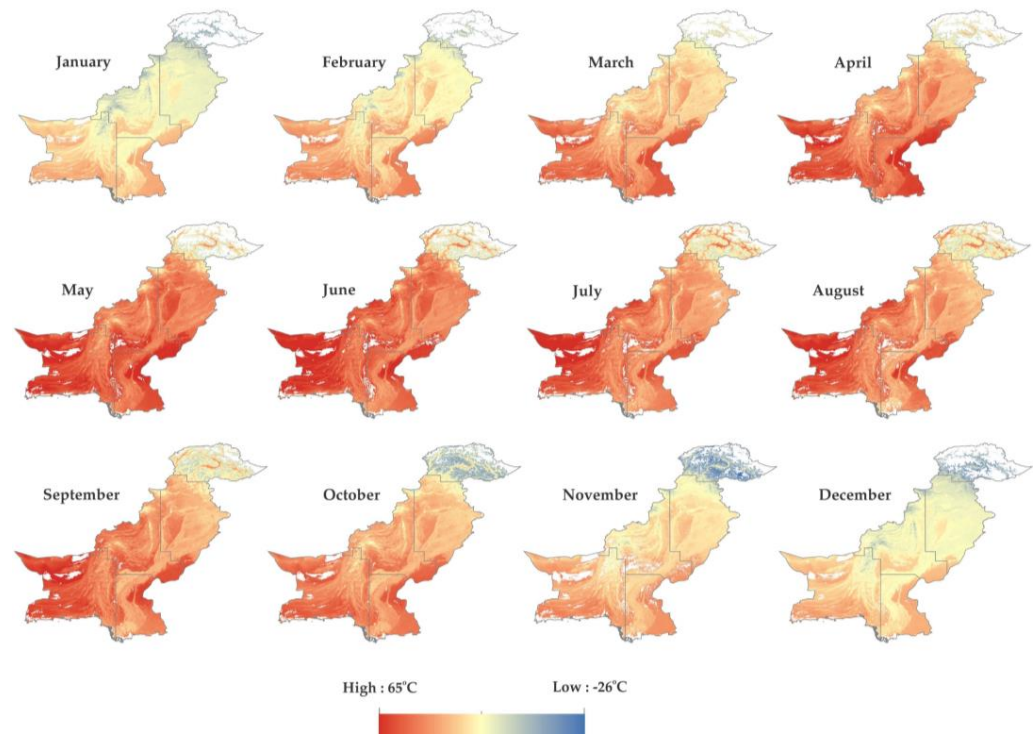 January
February
March
April
May
June
July
August
September
October
November
December
High : 65°C
Low : -26°C